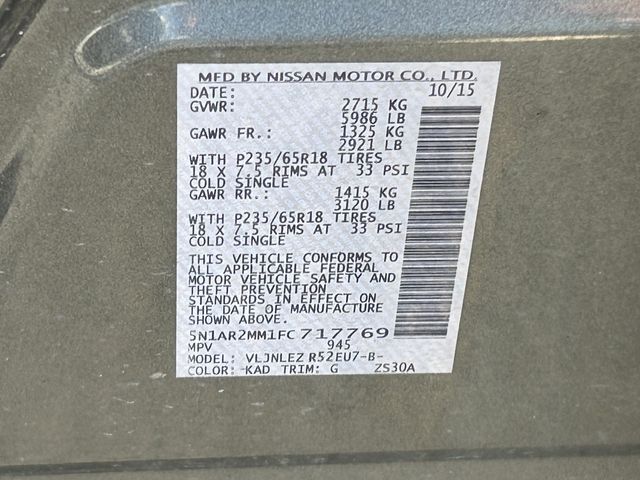 MFD BY NISSAN MOTOR CO., LTD.
DATE: 10/15
GVWR: 2715 KG
5986 LB
GAWR FR.: 1325 KG
2921 LB
WITH P235/65R18 TIRES
18 X 7.5 RIMS AT 33 PSI
COLD SINGLE
GAWR RR.: 1415 KG
3120 LB
WITH P235/65R18 TIRES
18 X 7.5 RIMS AT 33 PSI
COLD SINGLE
THIS VEHICLE CONFORMS TO
ALL APPLICABLE FEDERAL
MOTOR VEHICLE SAFETY AND
THEFT PREVENTION
STANDARDS IN EFFECT ON
THE DATE OF MANUFACTURE
SHOWN ABOVE.
5N1AR2MM1FC717769
MPV 945
MODEL: VLJNLEZ R52EU7-B-
COLOR: -KAD TRIM: G ZS30A